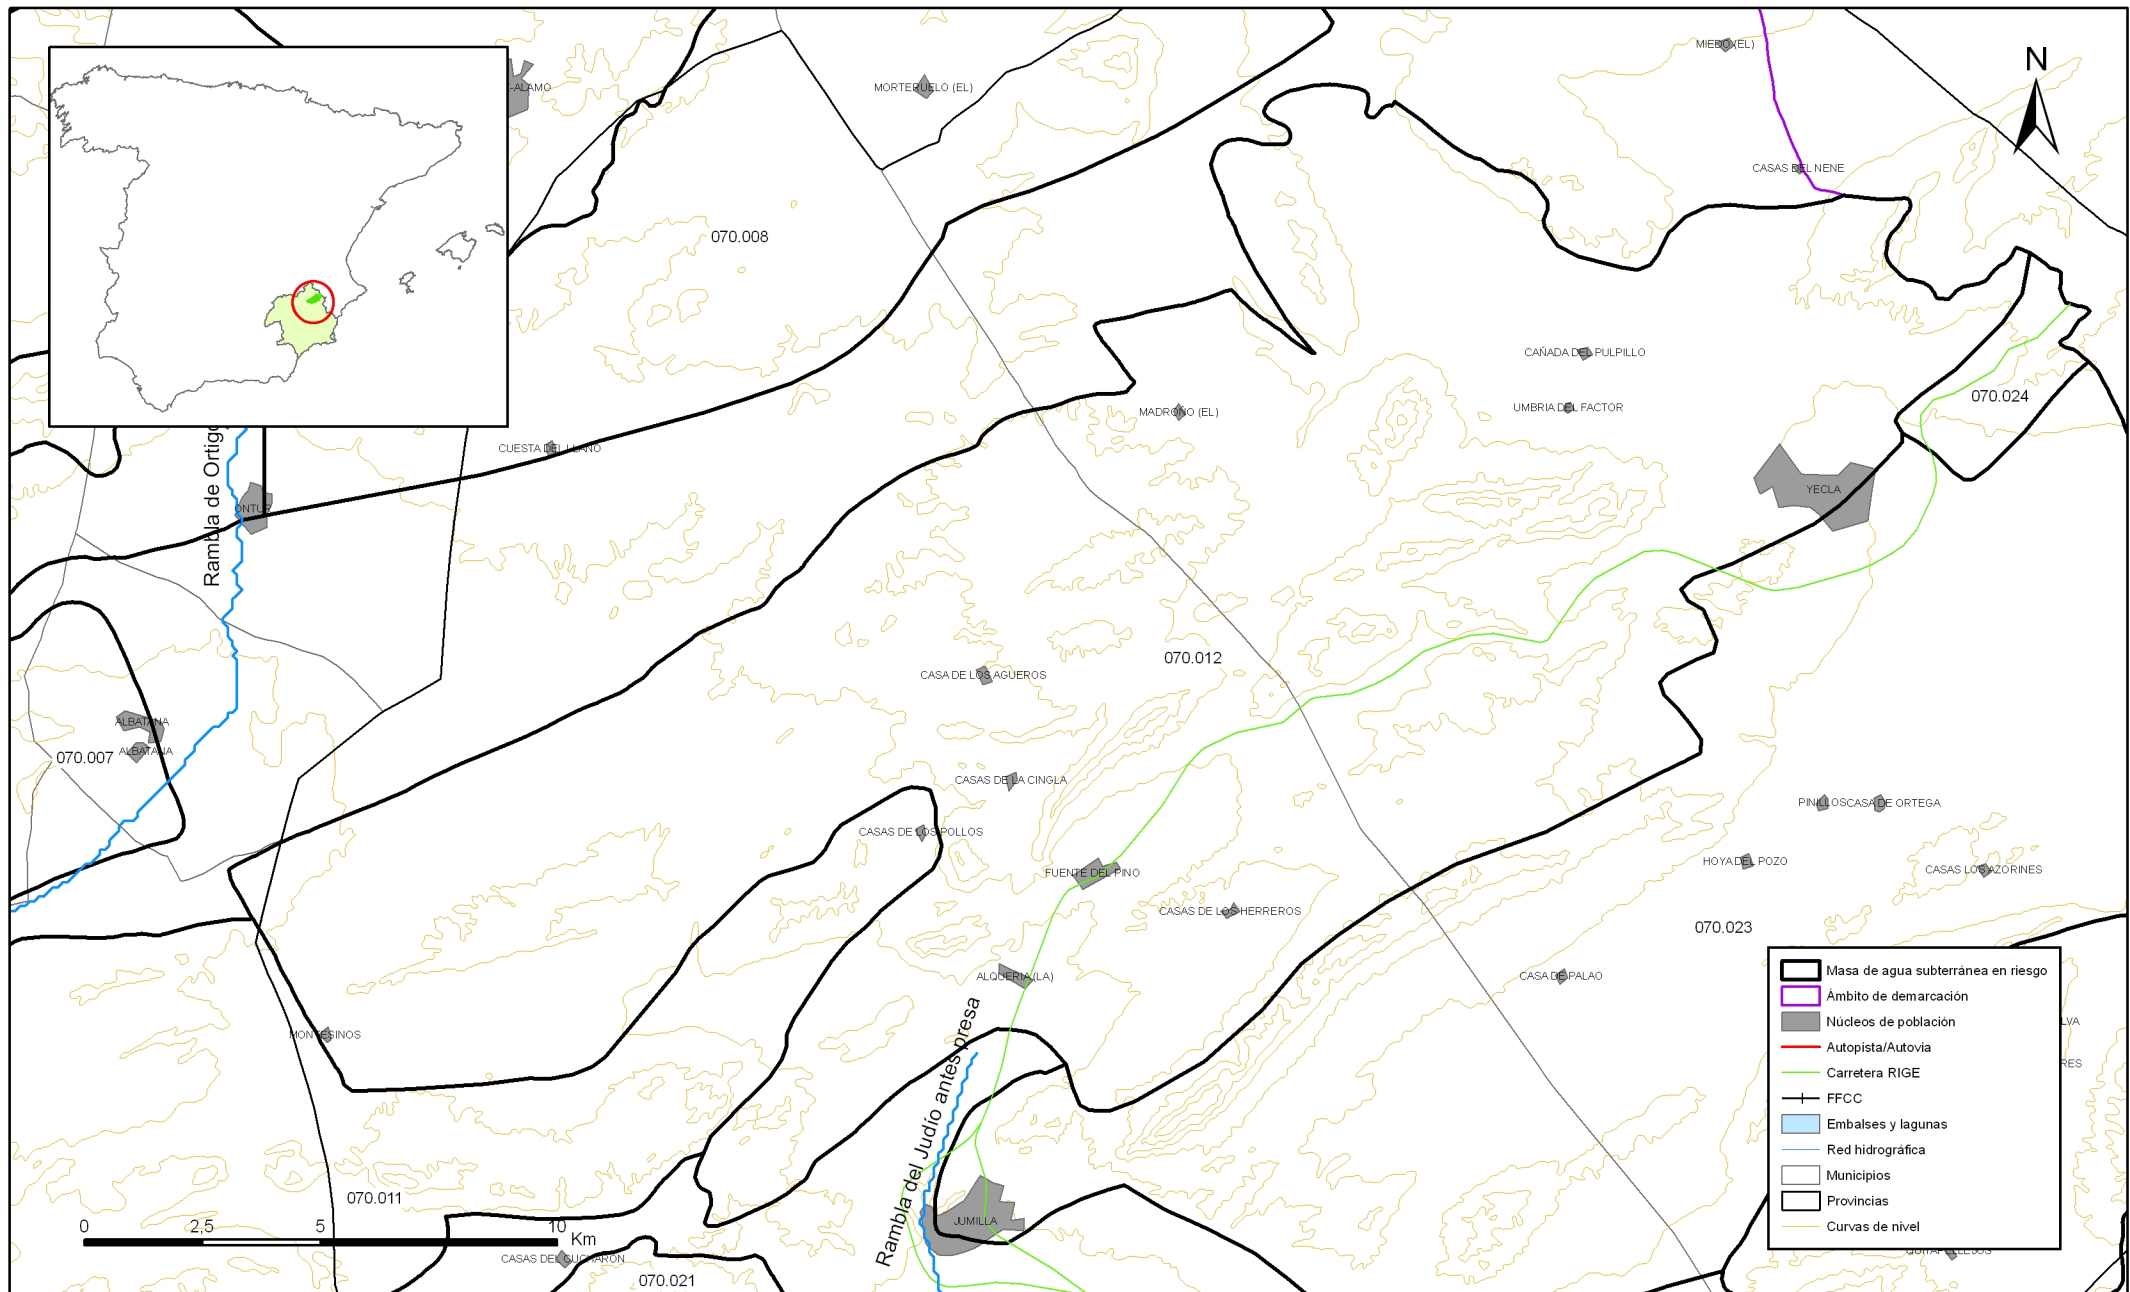 MIEDO (EL)
N
-ALAMO
MORTERUELO (EL)
CASAS DEL NENE
070.008
CAÑADA DEL PULPILLO
070.024
UMBRIA DEL FACTOR
MADROÑO (EL)
CUESTA DEL LLANO
Rambla de Ortigo
YECLA
ONTUR
070.012
CASA DE LOS AGÜEROS
ALBATANA
ALBATANA
070.007
CASAS DE LA CINGLA
PINILLOS
CASA DE ORTEGA
CASAS DE LOS POLLOS
HOYA DEL POZO
FUENTE DEL PINO
CASAS LOS AZORINES
CASAS DE LOS HERREROS
070.023
ALQUERIA (LA)
CASA DE PALAO
Masa de agua subterránea en riesgo
Ámbito de demarcación
Núcleos de población
LVA
Autopista/Autovia
RES
Carretera RIGE
FFCC
Embalses y lagunas
Red hidrográfica
Municipios
Provincias
Curvas de nivel
MONTESINOS
Rambla del Judío antes presa
070.011
JUMILLA
0 2,5 5 10
Km
CASAS DEL CUCHARON
070.021